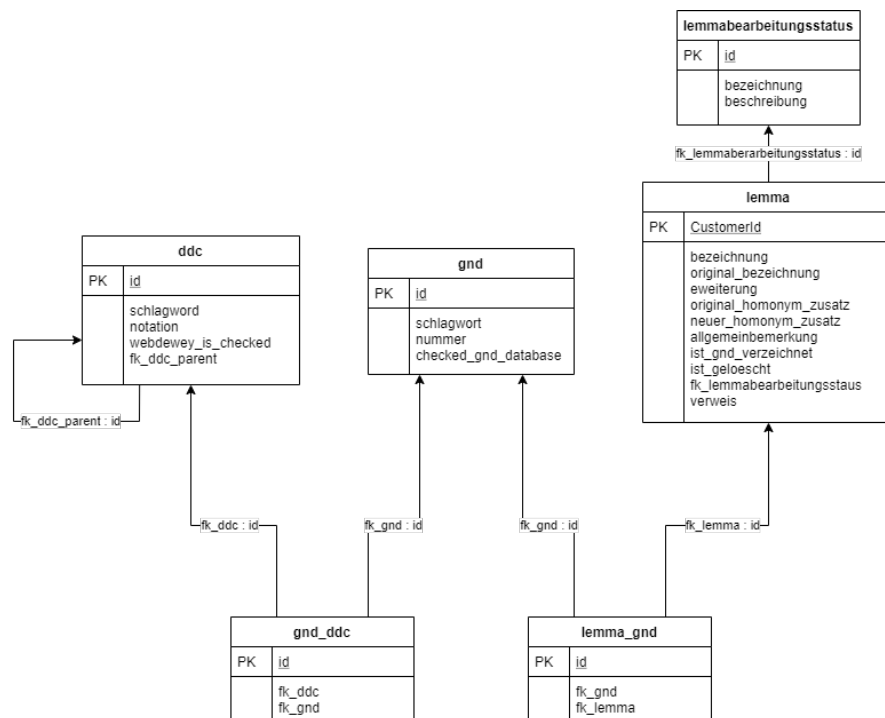 lemmabearbeitungsstatus
PK id
bezeichnung
beschreibung
fk_lemmaberarbeitungsstatus : id
lemma
PK CustomerId
bezeichnung
original_bezeichnung
eweiterung
original_homonym_zusatz
neuer_homonym_zusatz
allgemeinbemerkung
ist_gnd_verzeichnet
ist_geloescht
fk_lemmabearbeitungsstaus
verweis
ddc
PK id
schlagword
notation
webdewey_is_checked
fk_ddc_parent
fk_ddc_parent : id
gnd
PK id
schlagwort
nummer
checked_gnd_database
fk_ddc : id
fk_gnd : id
fk_gnd : id
fk_lemma : id
gnd_ddc
PK id
fk_ddc
fk_gnd
lemma_gnd
PK id
fk_gnd
fk_lemma